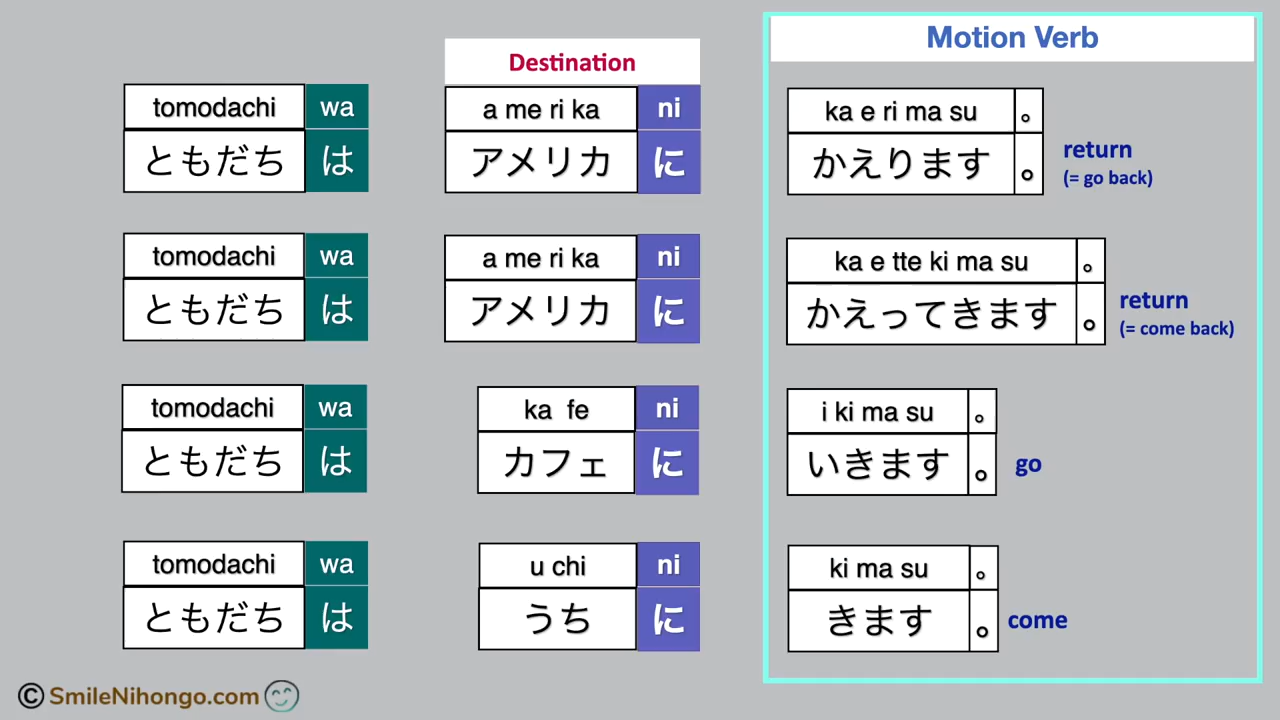 Destination
Motion Verb
tomodachi wa a me ri ka ni ka e ri ma su 。
ともだち は アメリカ に かえります 。
return
(= go back)
tomodachi wa a me ri ka ni ka e tte ki ma su 。
ともだち は アメリカ に かえってきます 。
return
(= come back)
tomodachi wa ka fe ni i ki ma su 。
ともだち は カフェ に いきます 。
go
tomodachi wa u chi ni ki ma su 。
ともだち は うち に きます 。
come
© SmileNihongo.com